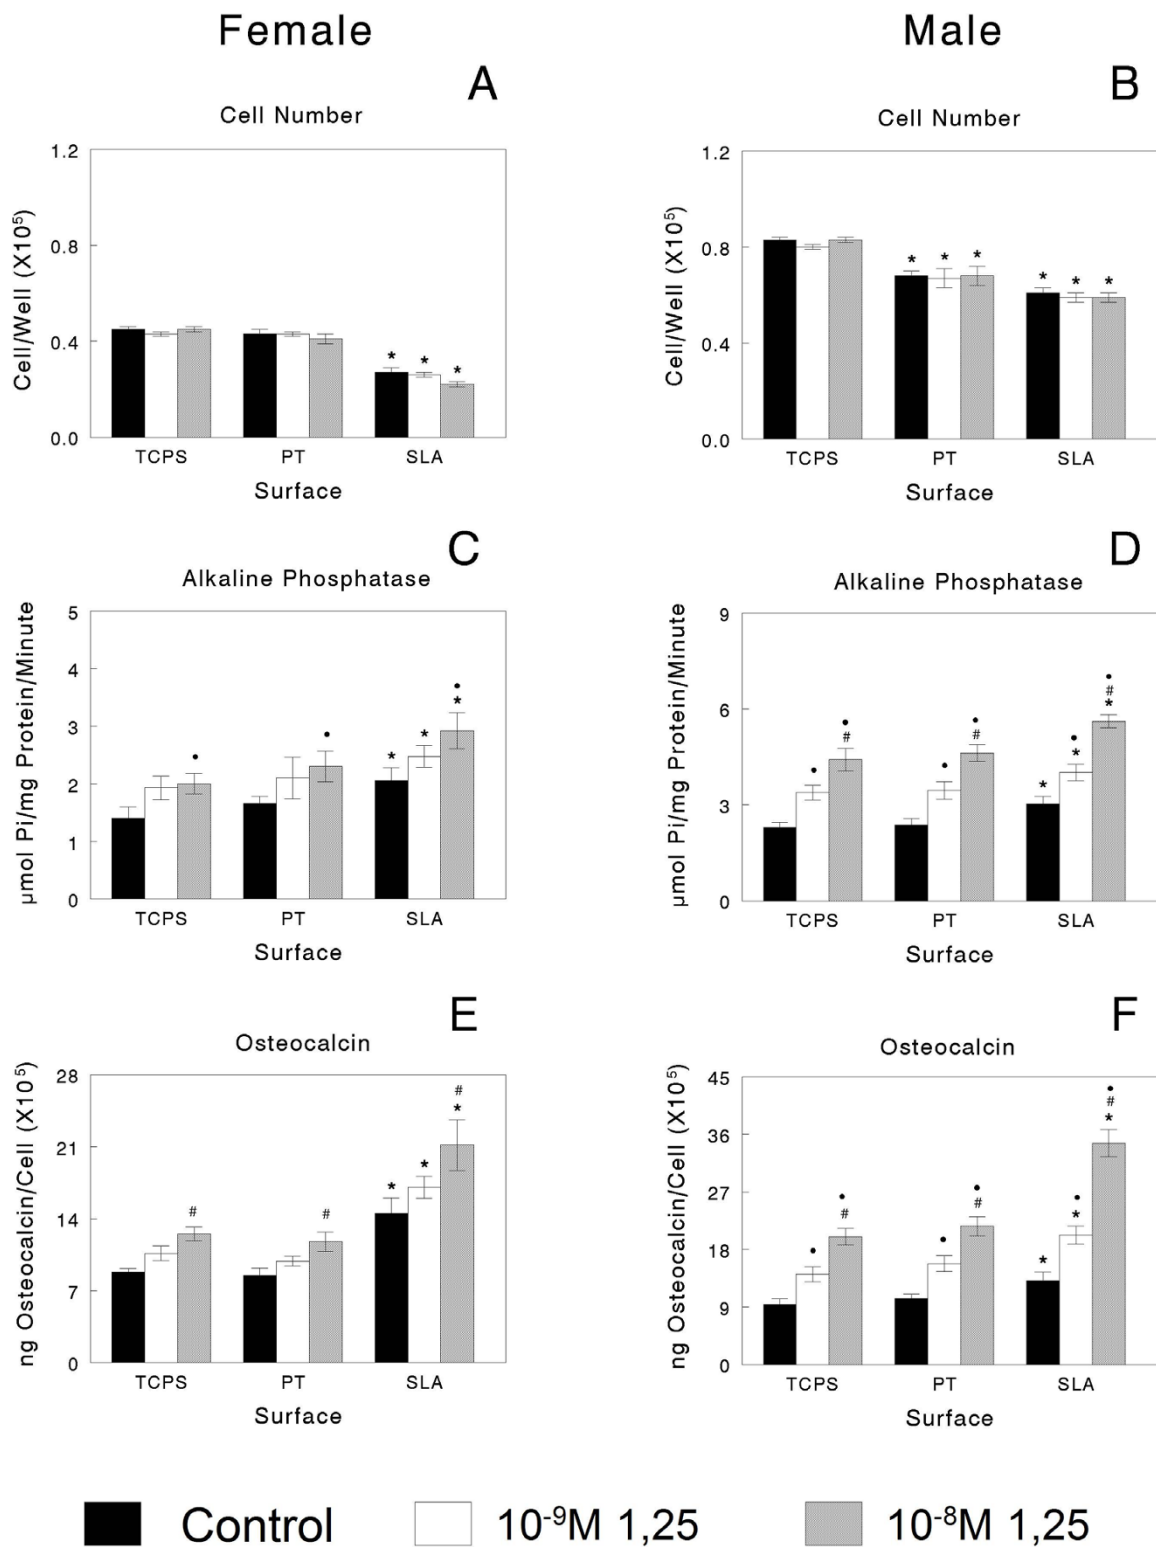 Female Male
A B
Cell Number Cell Number
Cell/Well (X10⁵)
1.2
0.8
0.4
0.0
* * *
TCPS PT SLA
Surface
Cell/Well (X10⁵)
1.2
0.8
0.4
0.0
* * * * * *
TCPS PT SLA
Surface
C D
Alkaline Phosphatase Alkaline Phosphatase
µmol Pi/mg Protein/Minute
5
4
3
2
1
0
• • * * • *
TCPS PT SLA
Surface
µmol Pi/mg Protein/Minute
9
6
3
0
• • # • • # * • * • # *
TCPS PT SLA
Surface
E F
Osteocalcin Osteocalcin
ng Osteocalcin/Cell (X10⁵)
28
21
14
7
0
# # * * # *
TCPS PT SLA
Surface
ng Osteocalcin/Cell (X10⁵)
45
36
27
18
9
0
• • # • • # * • * • # *
TCPS PT SLA
Surface
Control 10⁻⁹M 1,25 10⁻⁸M 1,25